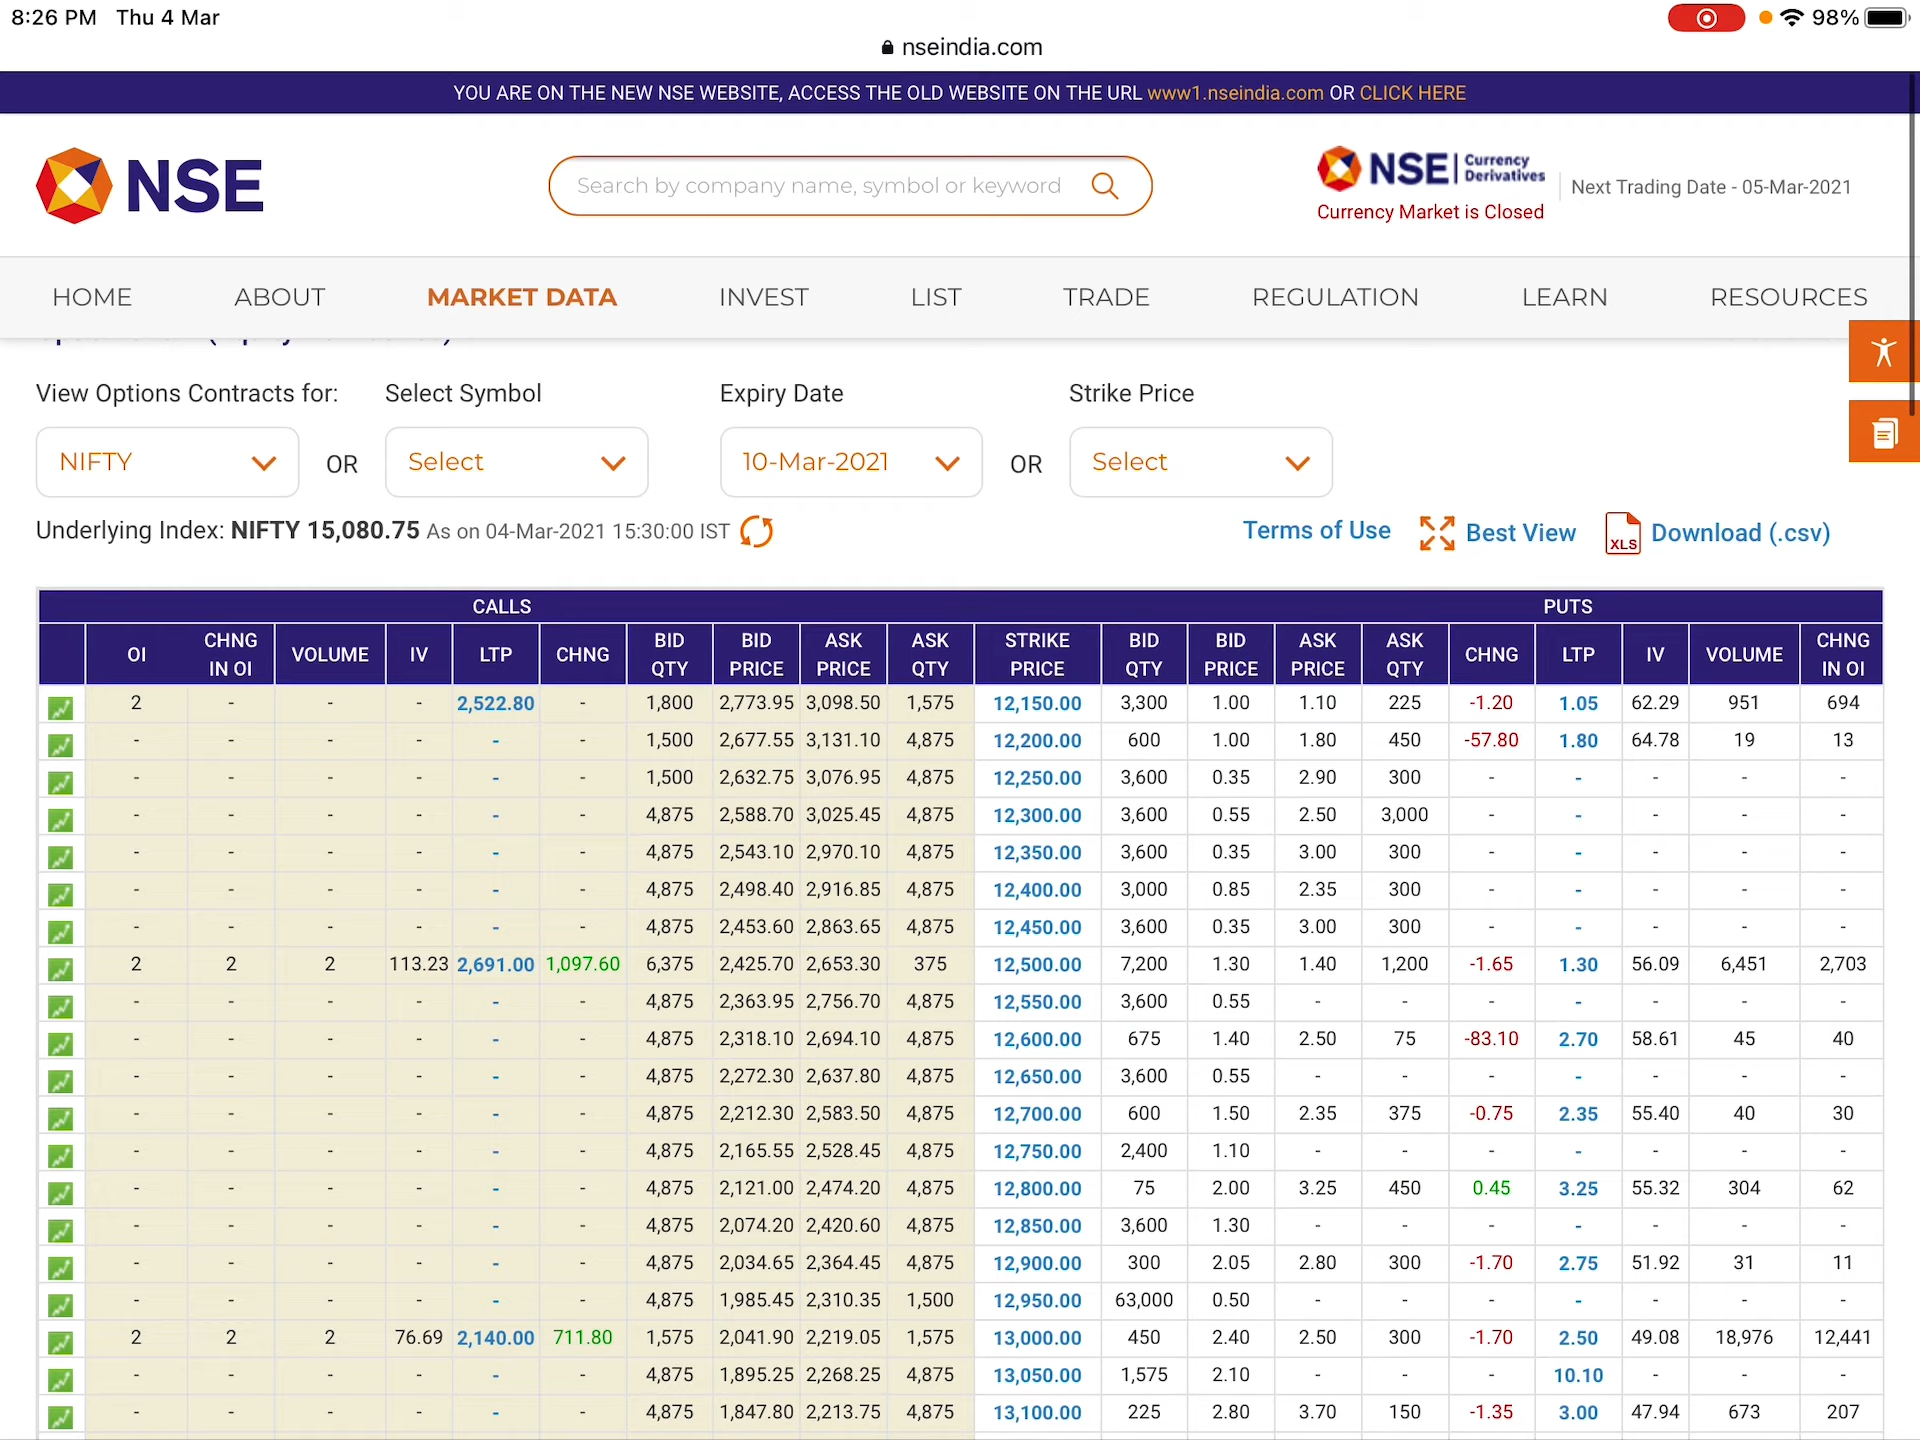 8:26 PM Thu 4 Mar
98%
nseindia.com
YOU ARE ON THE NEW NSE WEBSITE, ACCESS THE OLD WEBSITE ON THE URL www1.nseindia.com OR CLICK HERE
NSE
Search by company name, symbol or keyword
NSE Currency Derivatives
Currency Market is Closed
Next Trading Date - 05-Mar-2021
HOME ABOUT MARKET DATA INVEST LIST TRADE REGULATION LEARN RESOURCES
View Options Contracts for: Select Symbol Expiry Date Strike Price
NIFTY OR Select 10-Mar-2021 OR Select
Underlying Index: NIFTY 15,080.75 As on 04-Mar-2021 15:30:00 IST
Terms of Use Best View XLS Download (.csv)
CALLS PUTS
OI CHNG IN OI VOLUME IV LTP CHNG BID QTY BID PRICE ASK PRICE ASK QTY STRIKE PRICE BID QTY BID PRICE ASK PRICE ASK QTY CHNG LTP IV VOLUME CHNG IN OI
2 - - - 2,522.80 - 1,800 2,773.95 3,098.50 1,575 12,150.00 3,300 1.00 1.10 225 -1.20 1.05 62.29 951 694
- - - - - - 1,500 2,677.55 3,131.10 4,875 12,200.00 600 1.00 1.80 450 -57.80 1.80 64.78 19 13
- - - - - - 1,500 2,632.75 3,076.95 4,875 12,250.00 3,600 0.35 2.90 300 - - - - -
- - - - - - 4,875 2,588.70 3,025.45 4,875 12,300.00 3,600 0.55 2.50 3,000 - - - - -
- - - - - - 4,875 2,543.10 2,970.10 4,875 12,350.00 3,600 0.35 3.00 300 - - - - -
- - - - - - 4,875 2,498.40 2,916.85 4,875 12,400.00 3,000 0.85 2.35 300 - - - - -
- - - - - - 4,875 2,453.60 2,863.65 4,875 12,450.00 3,600 0.35 3.00 300 - - - - -
2 2 2 113.23 2,691.00 1,097.60 6,375 2,425.70 2,653.30 375 12,500.00 7,200 1.30 1.40 1,200 -1.65 1.30 56.09 6,451 2,703
- - - - - - 4,875 2,363.95 2,756.70 4,875 12,550.00 3,600 0.55 - - - - - - -
- - - - - - 4,875 2,318.10 2,694.10 4,875 12,600.00 675 1.40 2.50 75 -83.10 2.70 58.61 45 40
- - - - - - 4,875 2,272.30 2,637.80 4,875 12,650.00 3,600 0.55 - - - - - - -
- - - - - - 4,875 2,212.30 2,583.50 4,875 12,700.00 600 1.50 2.35 375 -0.75 2.35 55.40 40 30
- - - - - - 4,875 2,165.55 2,528.45 4,875 12,750.00 2,400 1.10 - - - - - - -
- - - - - - 4,875 2,121.00 2,474.20 4,875 12,800.00 75 2.00 3.25 450 0.45 3.25 55.32 304 62
- - - - - - 4,875 2,074.20 2,420.60 4,875 12,850.00 3,600 1.30 - - - - - - -
- - - - - - 4,875 2,034.65 2,364.45 4,875 12,900.00 300 2.05 2.80 300 -1.70 2.75 51.92 31 11
- - - - - - 4,875 1,985.45 2,310.35 1,500 12,950.00 63,000 0.50 - - - - - - -
2 2 2 76.69 2,140.00 711.80 1,575 2,041.90 2,219.05 1,575 13,000.00 450 2.40 2.50 300 -1.70 2.50 49.08 18,976 12,441
- - - - - - 4,875 1,895.25 2,268.25 4,875 13,050.00 1,575 2.10 - - - 10.10 - - -
- - - - - - 4,875 1,847.80 2,213.75 4,875 13,100.00 225 2.80 3.70 150 -1.35 3.00 47.94 673 207